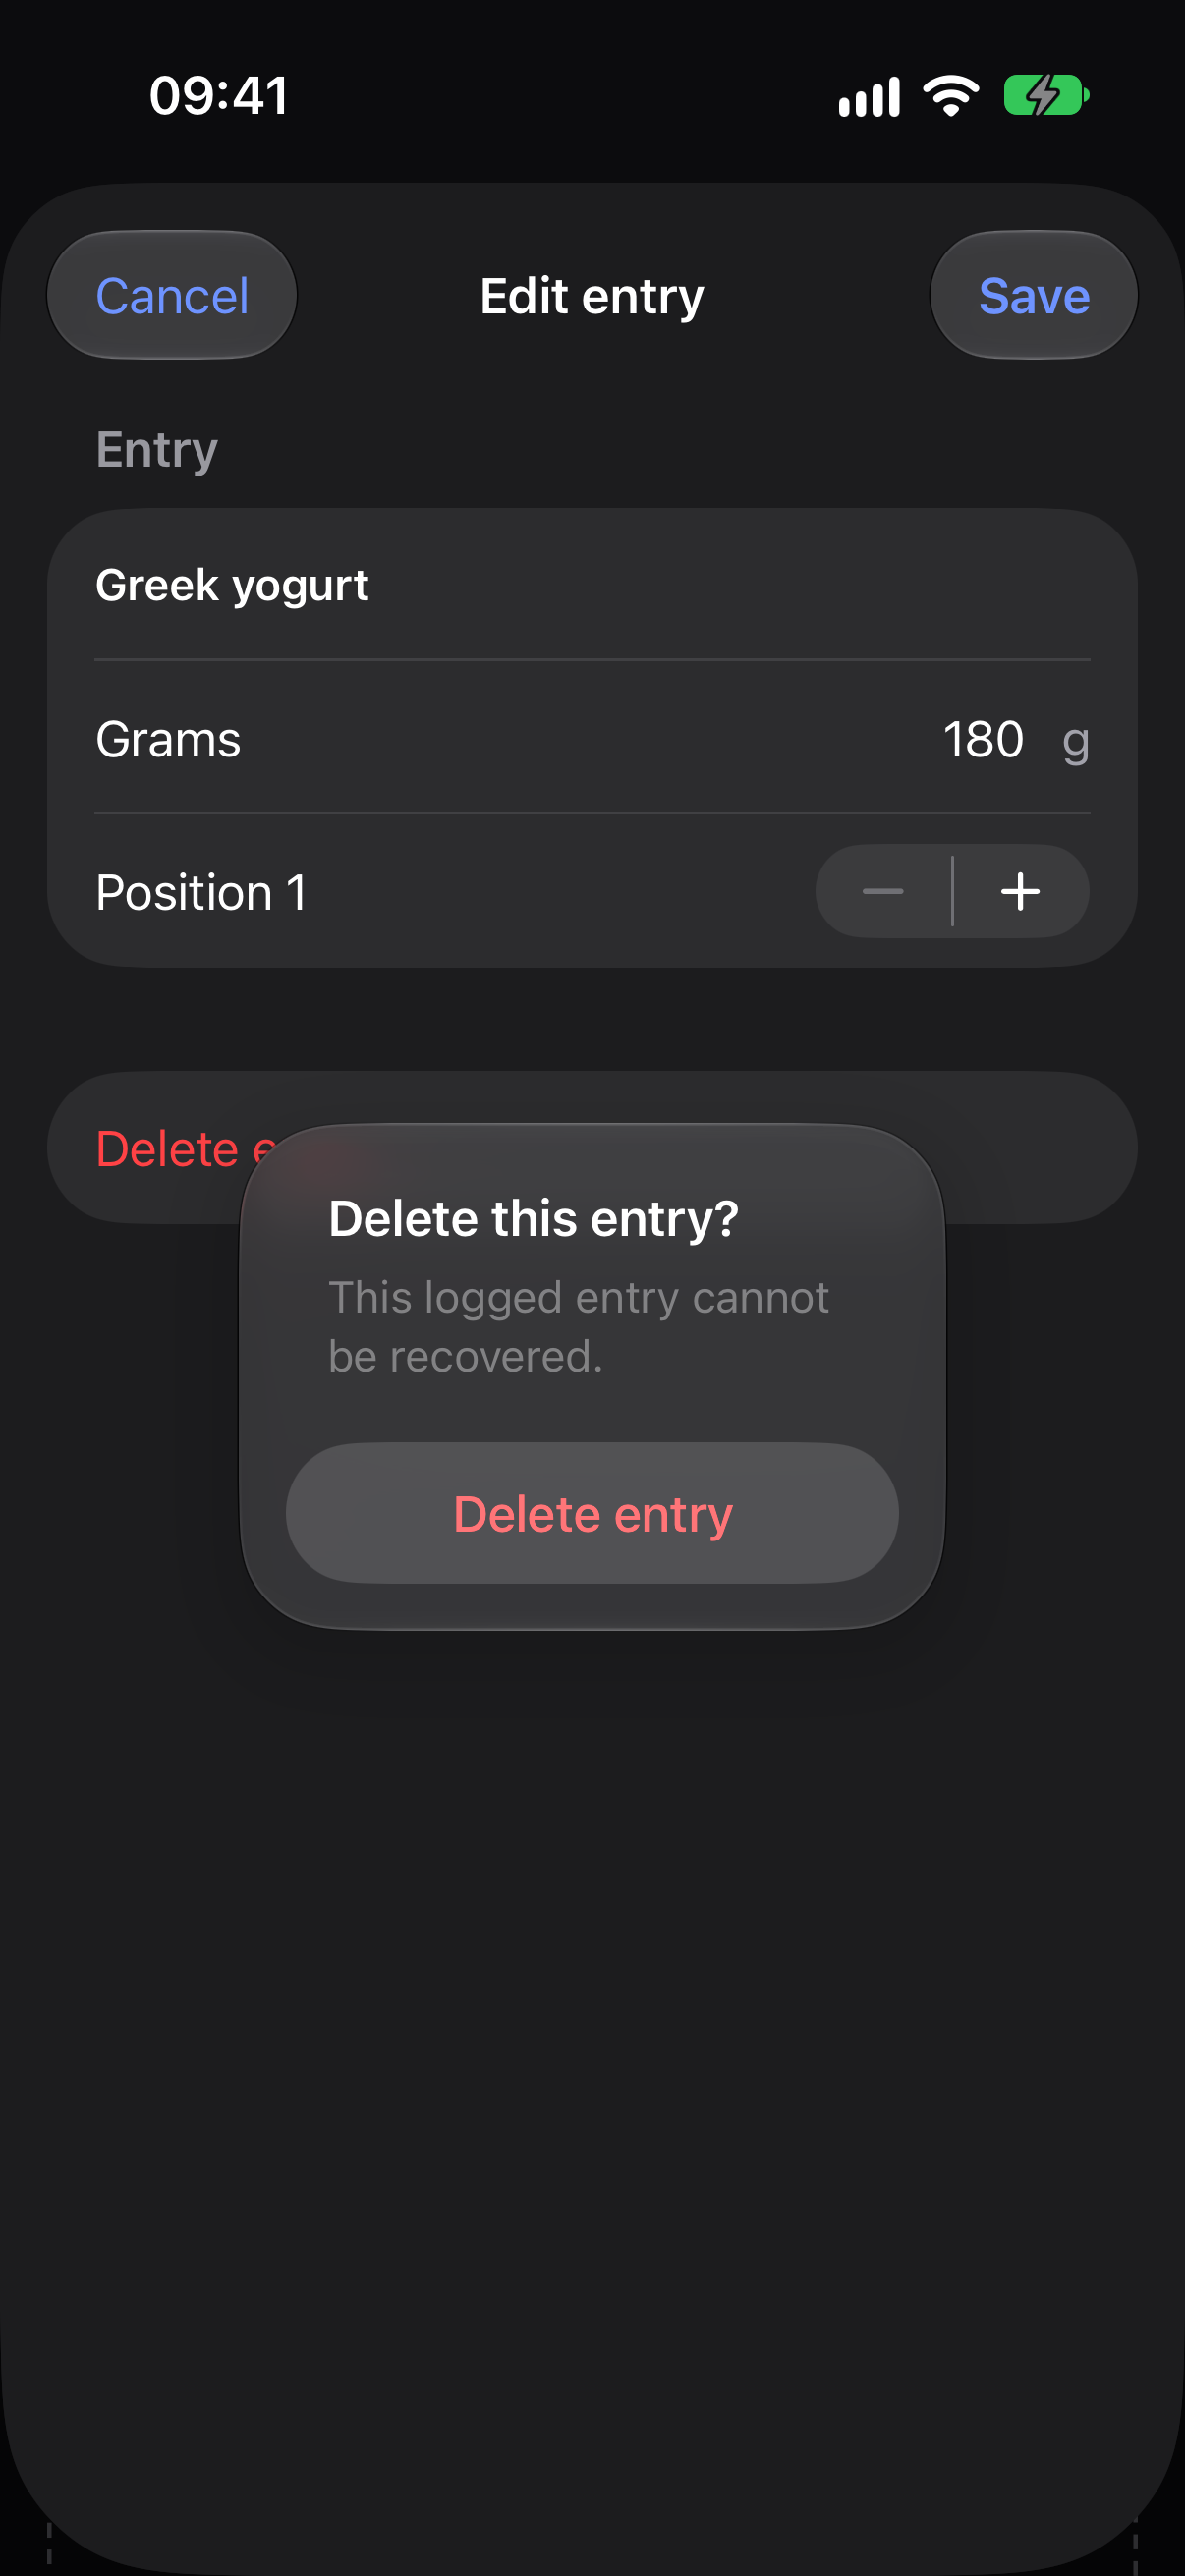 09:41
Cancel
Edit entry
Save
Entry
Greek yogurt
Grams
180 g
Position 1
Delete e
Delete this entry?
This logged entry cannot
be recovered.
Delete entry